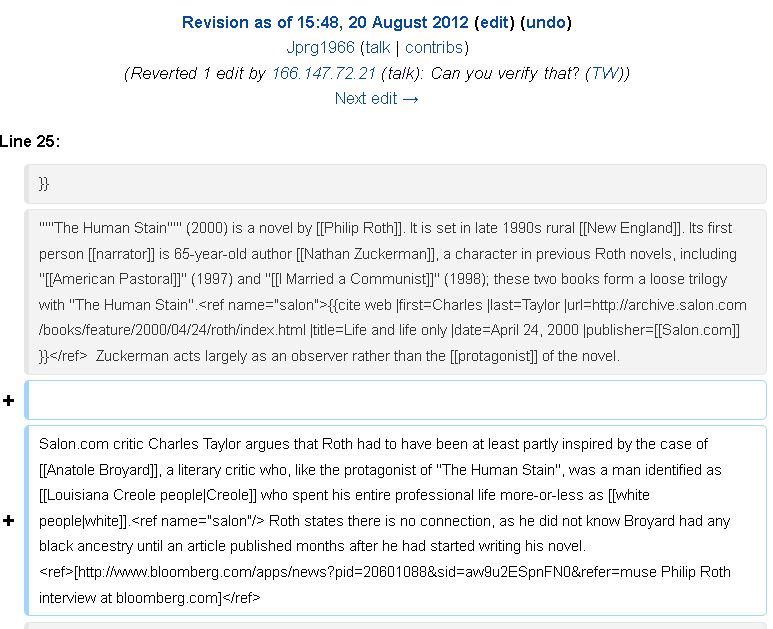 Revision as of 15:48, 20 August 2012 (edit) (undo)
Jprg1966 (talk | contribs)
(Reverted 1 edit by 166.147.72.21 (talk): Can you verify that? (TW))
Next edit →
Line 25:
}}
'''''The Human Stain''''' (2000) is a novel by [[Philip Roth]]. It is set in late 1990s rural [[New England]]. Its first
person [[narrator]] is 65-year-old author [[Nathan Zuckerman]], a character in previous Roth novels, including
''[[American Pastoral]]'' (1997) and ''[[I Married a Communist]]'' (1998); these two books form a loose trilogy
with ''The Human Stain''.<ref name="salon">{{cite web |first=Charles |last=Taylor |url=http://archive.salon.com
/books/feature/2000/04/24/roth/index.html |title=Life and life only |date=April 24, 2000 |publisher=[[Salon.com]]
}}</ref>  Zuckerman acts largely as an observer rather than the [[protagonist]] of the novel.
+
+
Salon.com critic Charles Taylor argues that Roth had to have been at least partly inspired by the case of
[[Anatole Broyard]], a literary critic who, like the protagonist of ''The Human Stain'', was a man identified as
[[Louisiana Creole people|Creole]] who spent his entire professional life more-or-less as [[white
people|white]].<ref name="salon"/> Roth states there is no connection, as he did not know Broyard had any
black ancestry until an article published months after he had started writing his novel.
<ref>[http://www.bloomberg.com/apps/news?pid=20601088&sid=aw9u2ESpnFN0&refer=muse Philip Roth
interview at bloomberg.com]</ref>